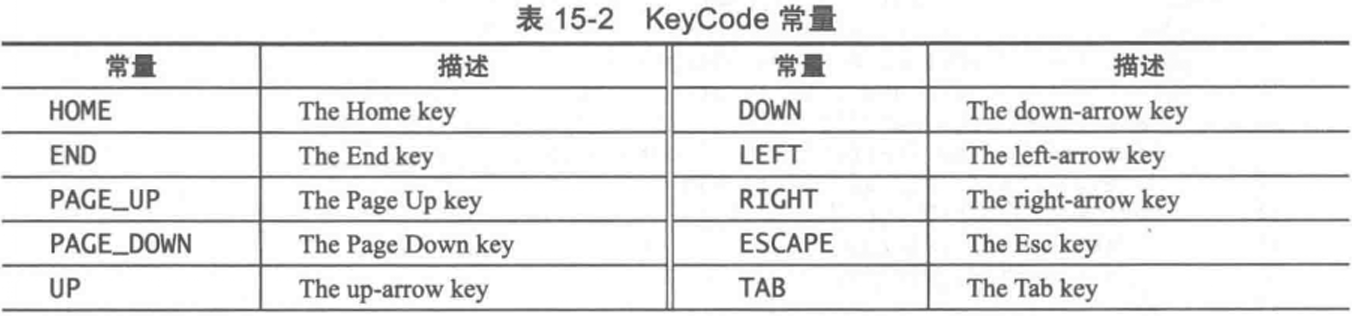 表 15-2 KeyCode 常量
常量 描述 常量 描述
HOME The Home key DOWN The down-arrow key
END The End key LEFT The left-arrow key
PAGE_UP The Page Up key RIGHT The right-arrow key
PAGE_DOWN The Page Down key ESCAPE The Esc key
UP The up-arrow key TAB The Tab key